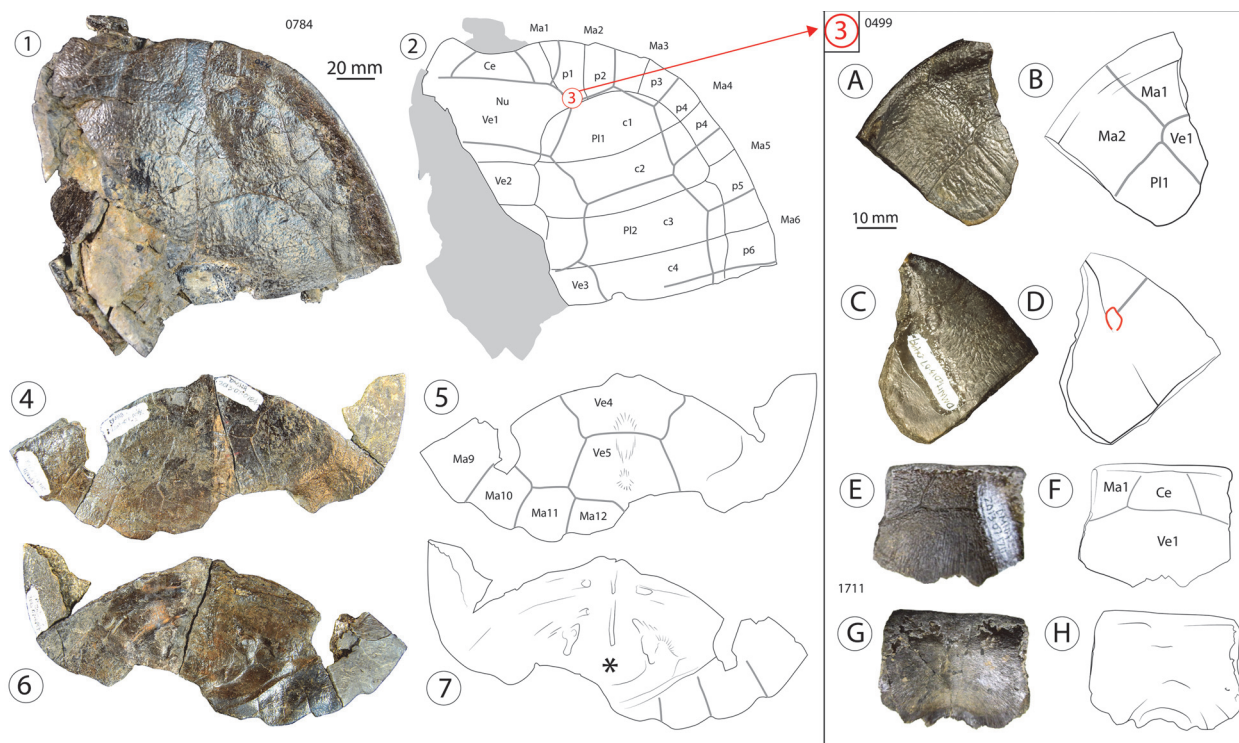 1
0784
20 mm
2
Ma1
Ma2
Ma3
Ma4
Ma5
Ma6
Ce
p1
p2
p3
p4
p4
p5
p6
3
Nu
Ve1
Pl1
c1
Ve2
c2
Pl2
c3
Ve3
c4
3
0499
A
B
Ma1
Ma2
Ve1
Pl1
10 mm
C
D
4
5
Ve4
Ve5
Ma9
Ma10
Ma11
Ma12
E
F
Ma1
Ce
Ve1
6
7
*
1711
G
H